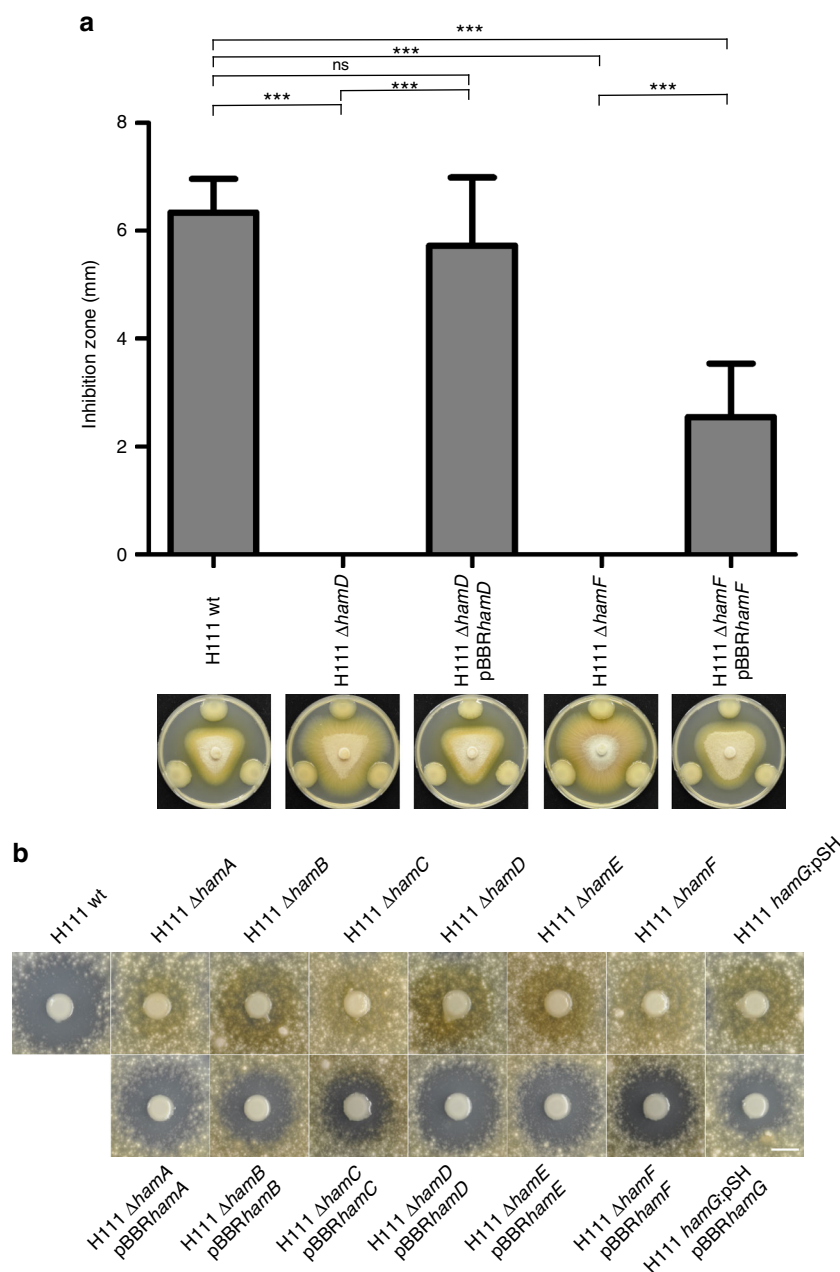 a
***
***
ns
***
***
***
8
6
4
2
0
Inhibition zone (mm)
H111 wt
H111 ΔhamD
H111 ΔhamD
pBBRhamD
H111 ΔhamF
H111 ΔhamF
pBBRhamF
b
H111 wt
H111 ΔhamA
H111 ΔhamB
H111 ΔhamC
H111 ΔhamD
H111 ΔhamE
H111 ΔhamF
H111 hamG:pSH
H111 ΔhamA
pBBRhamA
H111 ΔhamB
pBBRhamB
H111 ΔhamC
pBBRhamC
H111 ΔhamD
pBBRhamD
H111 ΔhamE
pBBRhamE
H111 ΔhamF
pBBRhamF
H111 hamG:pSH
pBBRhamG